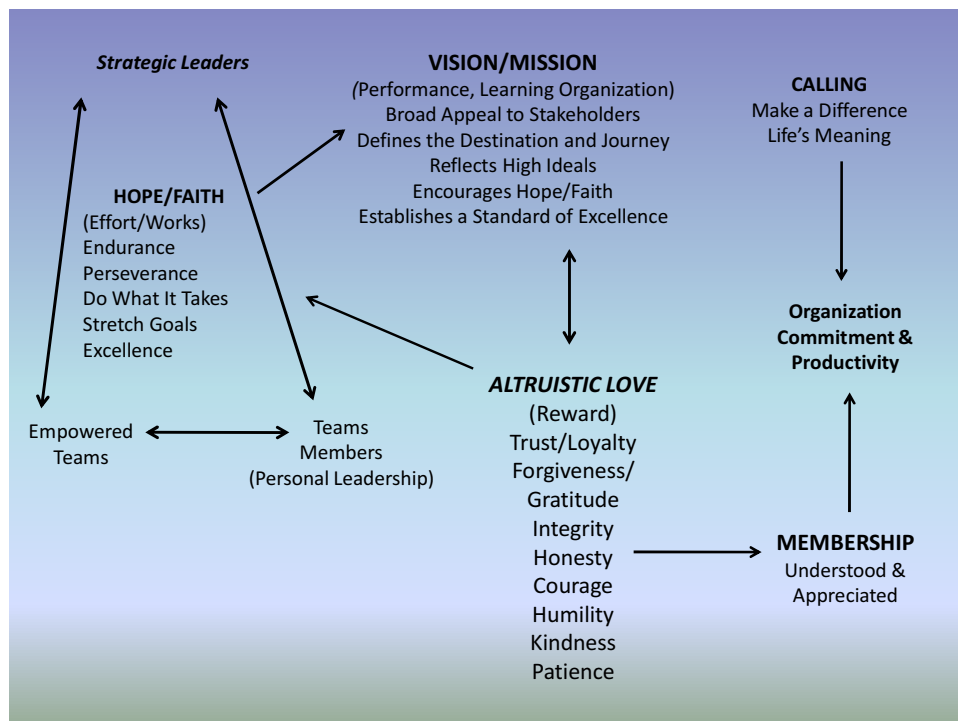 Strategic Leaders
HOPE/FAITH
(Effort/Works)
Endurance
Perseverance
Do What It Takes
Stretch Goals
Excellence
Empowered
Teams
Teams
Members
(Personal Leadership)
VISION/MISSION
(Performance, Learning Organization)
Broad Appeal to Stakeholders
Defines the Destination and Journey
Reflects High Ideals
Encourages Hope/Faith
Establishes a Standard of Excellence
ALTRUISTIC LOVE
(Reward)
Trust/Loyalty
Forgiveness/
Gratitude
Integrity
Honesty
Courage
Humility
Kindness
Patience
CALLING
Make a Difference
Life’s Meaning
Organization
Commitment &
Productivity
MEMBERSHIP
Understood &
Appreciated